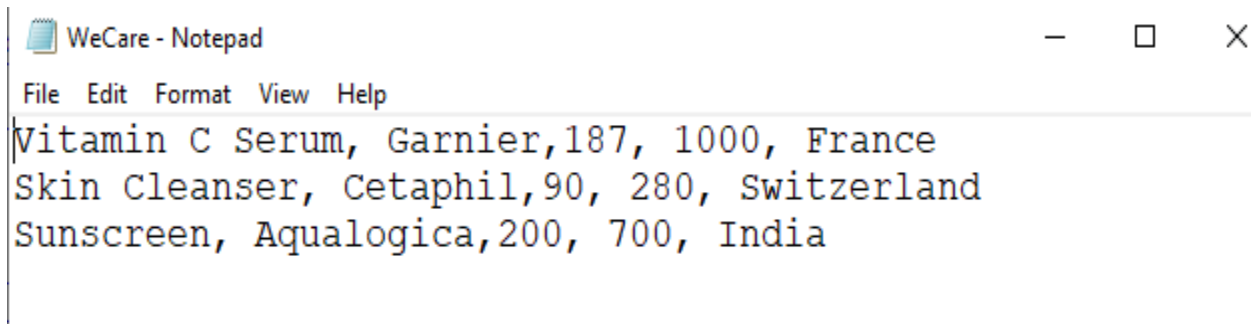 WeCare - Notepad
File Edit Format View Help
Vitamin C Serum, Garnier,187, 1000, France
Skin Cleanser, Cetaphil,90, 280, Switzerland
Sunscreen, Aqualogica,200, 700, India